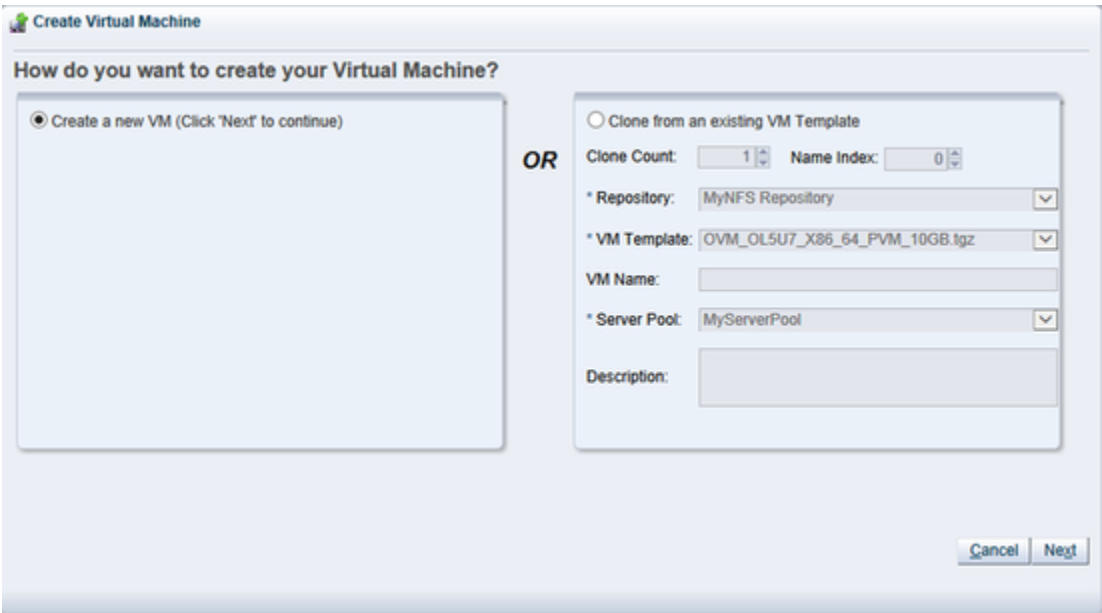 Create Virtual Machine
How do you want to create your Virtual Machine?
Create a new VM (Click 'Next' to continue)
OR
Clone from an existing VM Template
Clone Count: 1 Name Index: 0
* Repository: MyNFS Repository
* VM Template: OVM_OL5U7_X86_64_PVM_10GB.tgz
VM Name:
* Server Pool: MyServerPool
Description:
Cancel Next